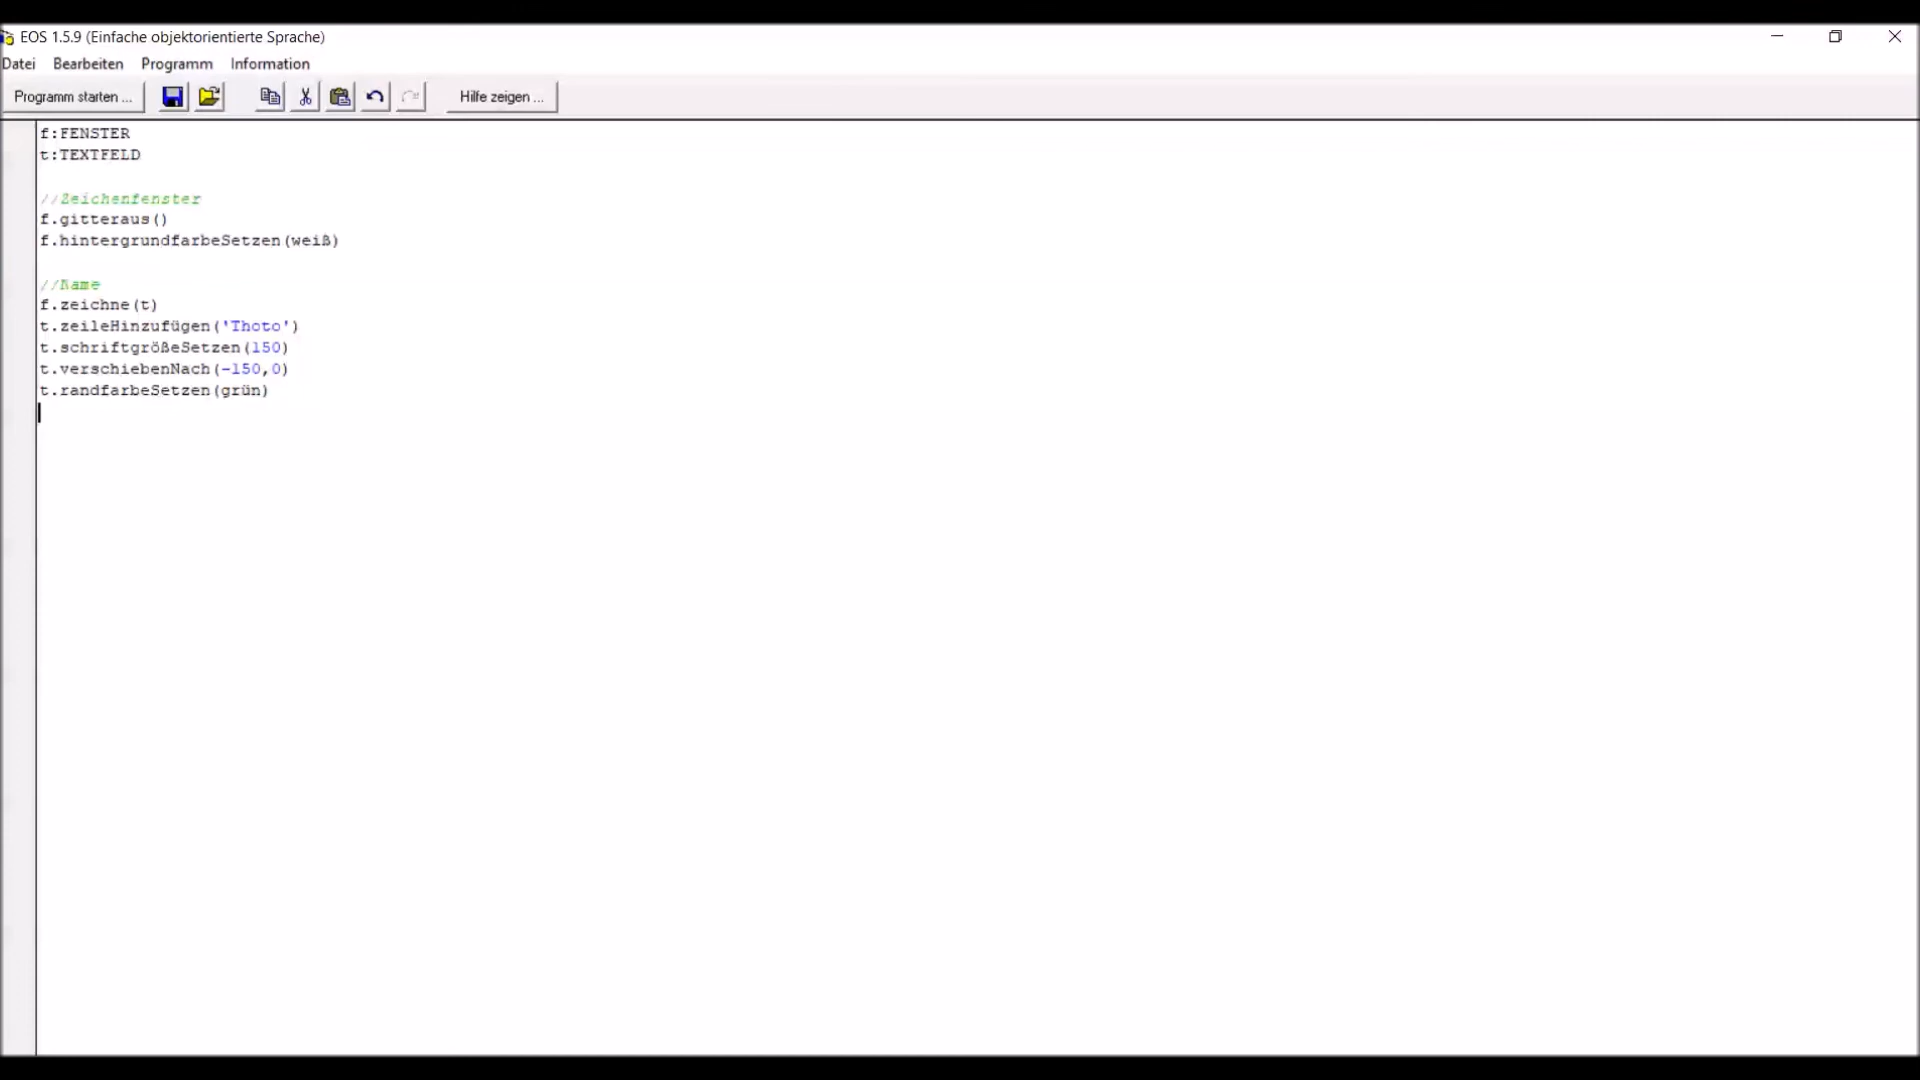 EOS 1.5.9 (Einfache objektorientierte Sprache)
Datei Bearbeiten Programm Information
Programm starten ... Hilfe zeigen ...
f:FENSTER
t:TEXTFELD
//Zeichenfenster
f.gitteraus()
f.hintergrundfarbeSetzen(weiß)
//Name
f.zeichne(t)
t.zeileHinzufügen('Thoto')
t.schriftgrößeSetzen(150)
t.verschiebenNach(-150,0)
t.randfarbeSetzen(grün)